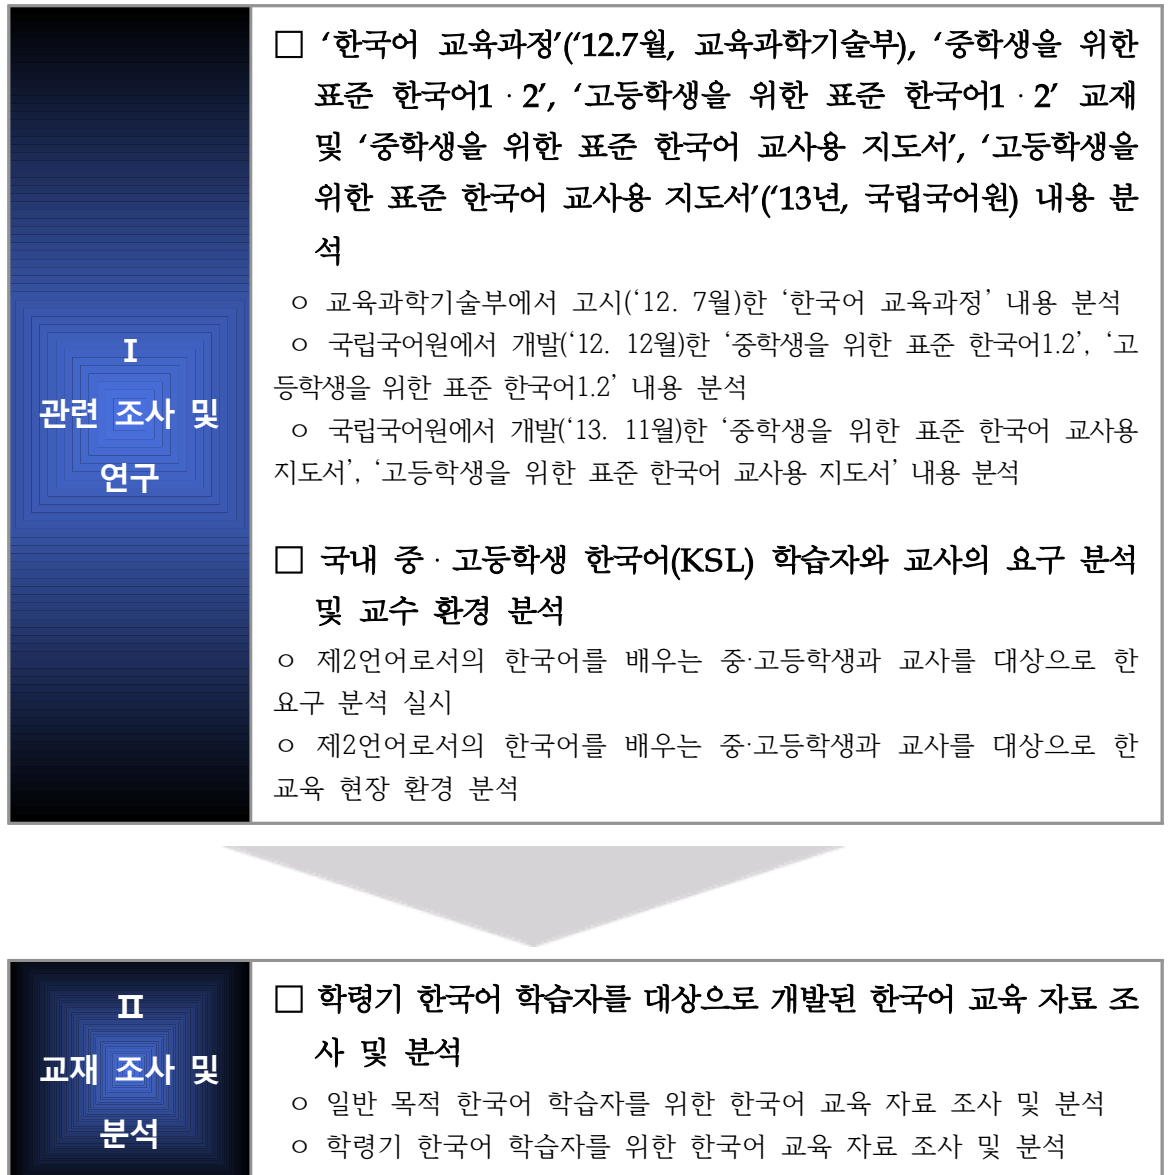 Ⅰ
관련 조사 및
연구
□ ‘한국어 교육과정’(‘12.7월, 교육과학기술부), ‘중학생을 위한
표준 한국어1ㆍ2’, ‘고등학생을 위한 표준 한국어1ㆍ2’ 교재
및 ‘중학생을 위한 표준 한국어 교사용 지도서’, ‘고등학생을
위한 표준 한국어 교사용 지도서’(‘13년, 국립국어원) 내용 분
석
ㅇ 교육과학기술부에서 고시(‘12. 7월)한 ‘한국어 교육과정’ 내용 분석
ㅇ 국립국어원에서 개발(‘12. 12월)한 ‘중학생을 위한 표준 한국어1.2’, ‘고
등학생을 위한 표준 한국어1.2’ 내용 분석
ㅇ 국립국어원에서 개발(‘13. 11월)한 ‘중학생을 위한 표준 한국어 교사용
지도서’, ‘고등학생을 위한 표준 한국어 교사용 지도서’ 내용 분석
□ 국내 중ㆍ고등학생 한국어(KSL) 학습자와 교사의 요구 분석
및 교수 환경 분석
ㅇ 제2언어로서의 한국어를 배우는 중·고등학생과 교사를 대상으로 한
요구 분석 실시
ㅇ 제2언어로서의 한국어를 배우는 중·고등학생과 교사를 대상으로 한
교육 현장 환경 분석
Ⅱ
교재 조사 및
분석
□ 학령기 한국어 학습자를 대상으로 개발된 한국어 교육 자료 조
사 및 분석
ㅇ 일반 목적 한국어 학습자를 위한 한국어 교육 자료 조사 및 분석
ㅇ 학령기 한국어 학습자를 위한 한국어 교육 자료 조사 및 분석